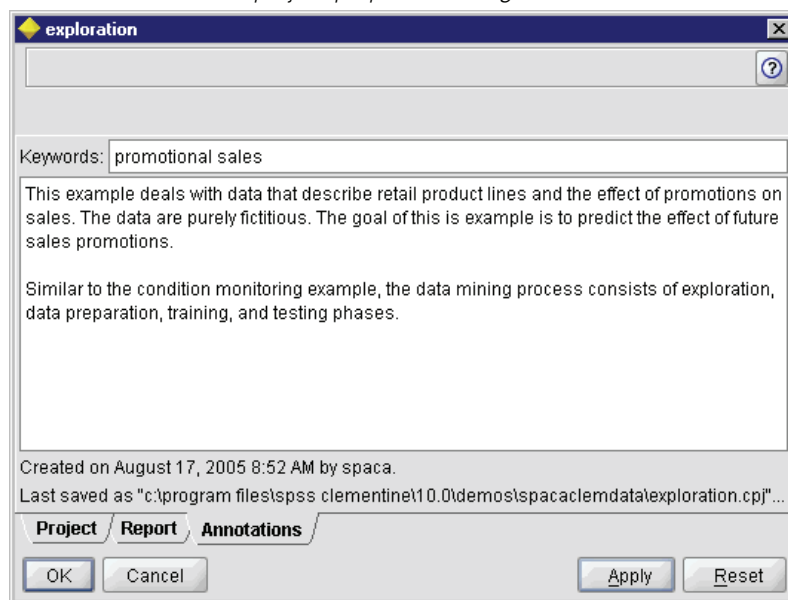 exploration
Keywords: promotional sales
This example deals with data that describe retail product lines and the effect of promotions on
sales. The data are purely fictitious. The goal of this is example is to predict the effect of future
sales promotions.
Similar to the condition monitoring example, the data mining process consists of exploration,
data preparation, training, and testing phases.
Created on August 17, 2005 8:52 AM by spaca.
Last saved as "c:\program files\spss clementine\10.0\demos\spacaclemdata\exploration.cpj"...
Project Report Annotations
OK Cancel Apply Reset